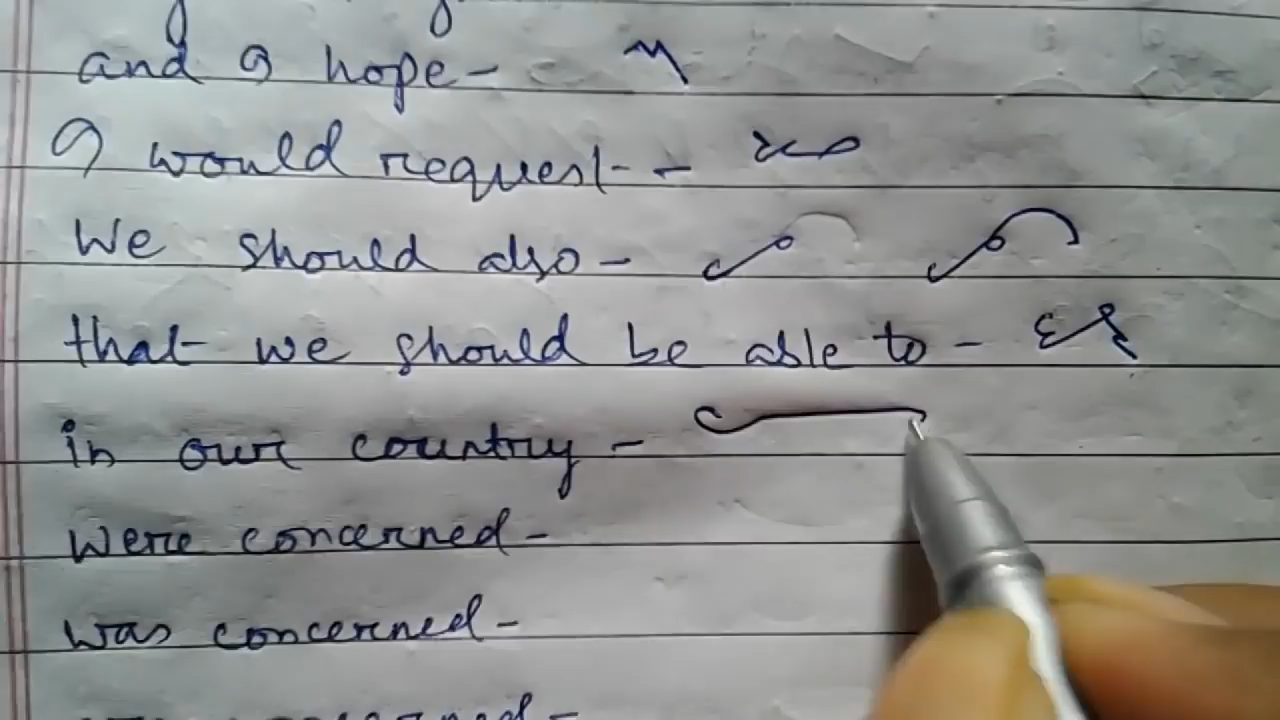 and I hope -
I would request -
We should also -
that we should be able to -
in our country -
were concerned -
was concerned -
concerned -